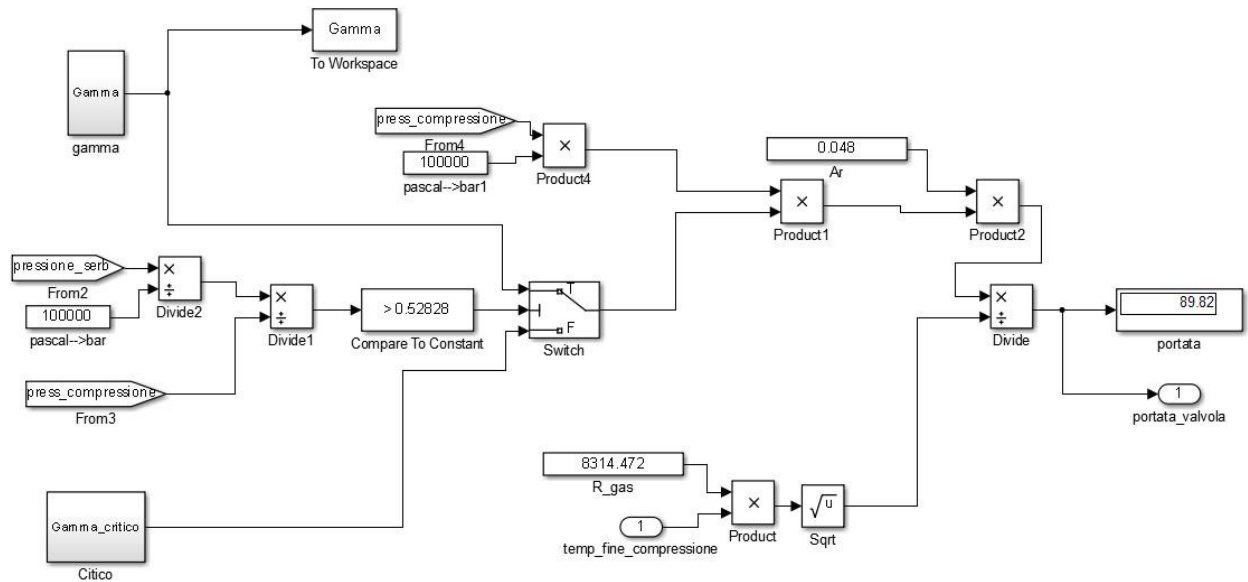 Gamma
To Workspace
Gamma
gamma
press_compressione
From4
100000
pascal-->bar1
×
Product4
0.048
Ar
×
Product1
×
Product2
pressione_serb
From2
100000
pascal-->bar
×
÷
Divide2
×
÷
Divide1
> 0.52828
Compare To Constant
T
F
Switch
×
÷
Divide
89.82
portata
1
portata_valvola
press_compressione
From3
8314.472
R_gas
1
temp_fine_compressione
×
Product
√u
Sqrt
Gamma_critico
Citico